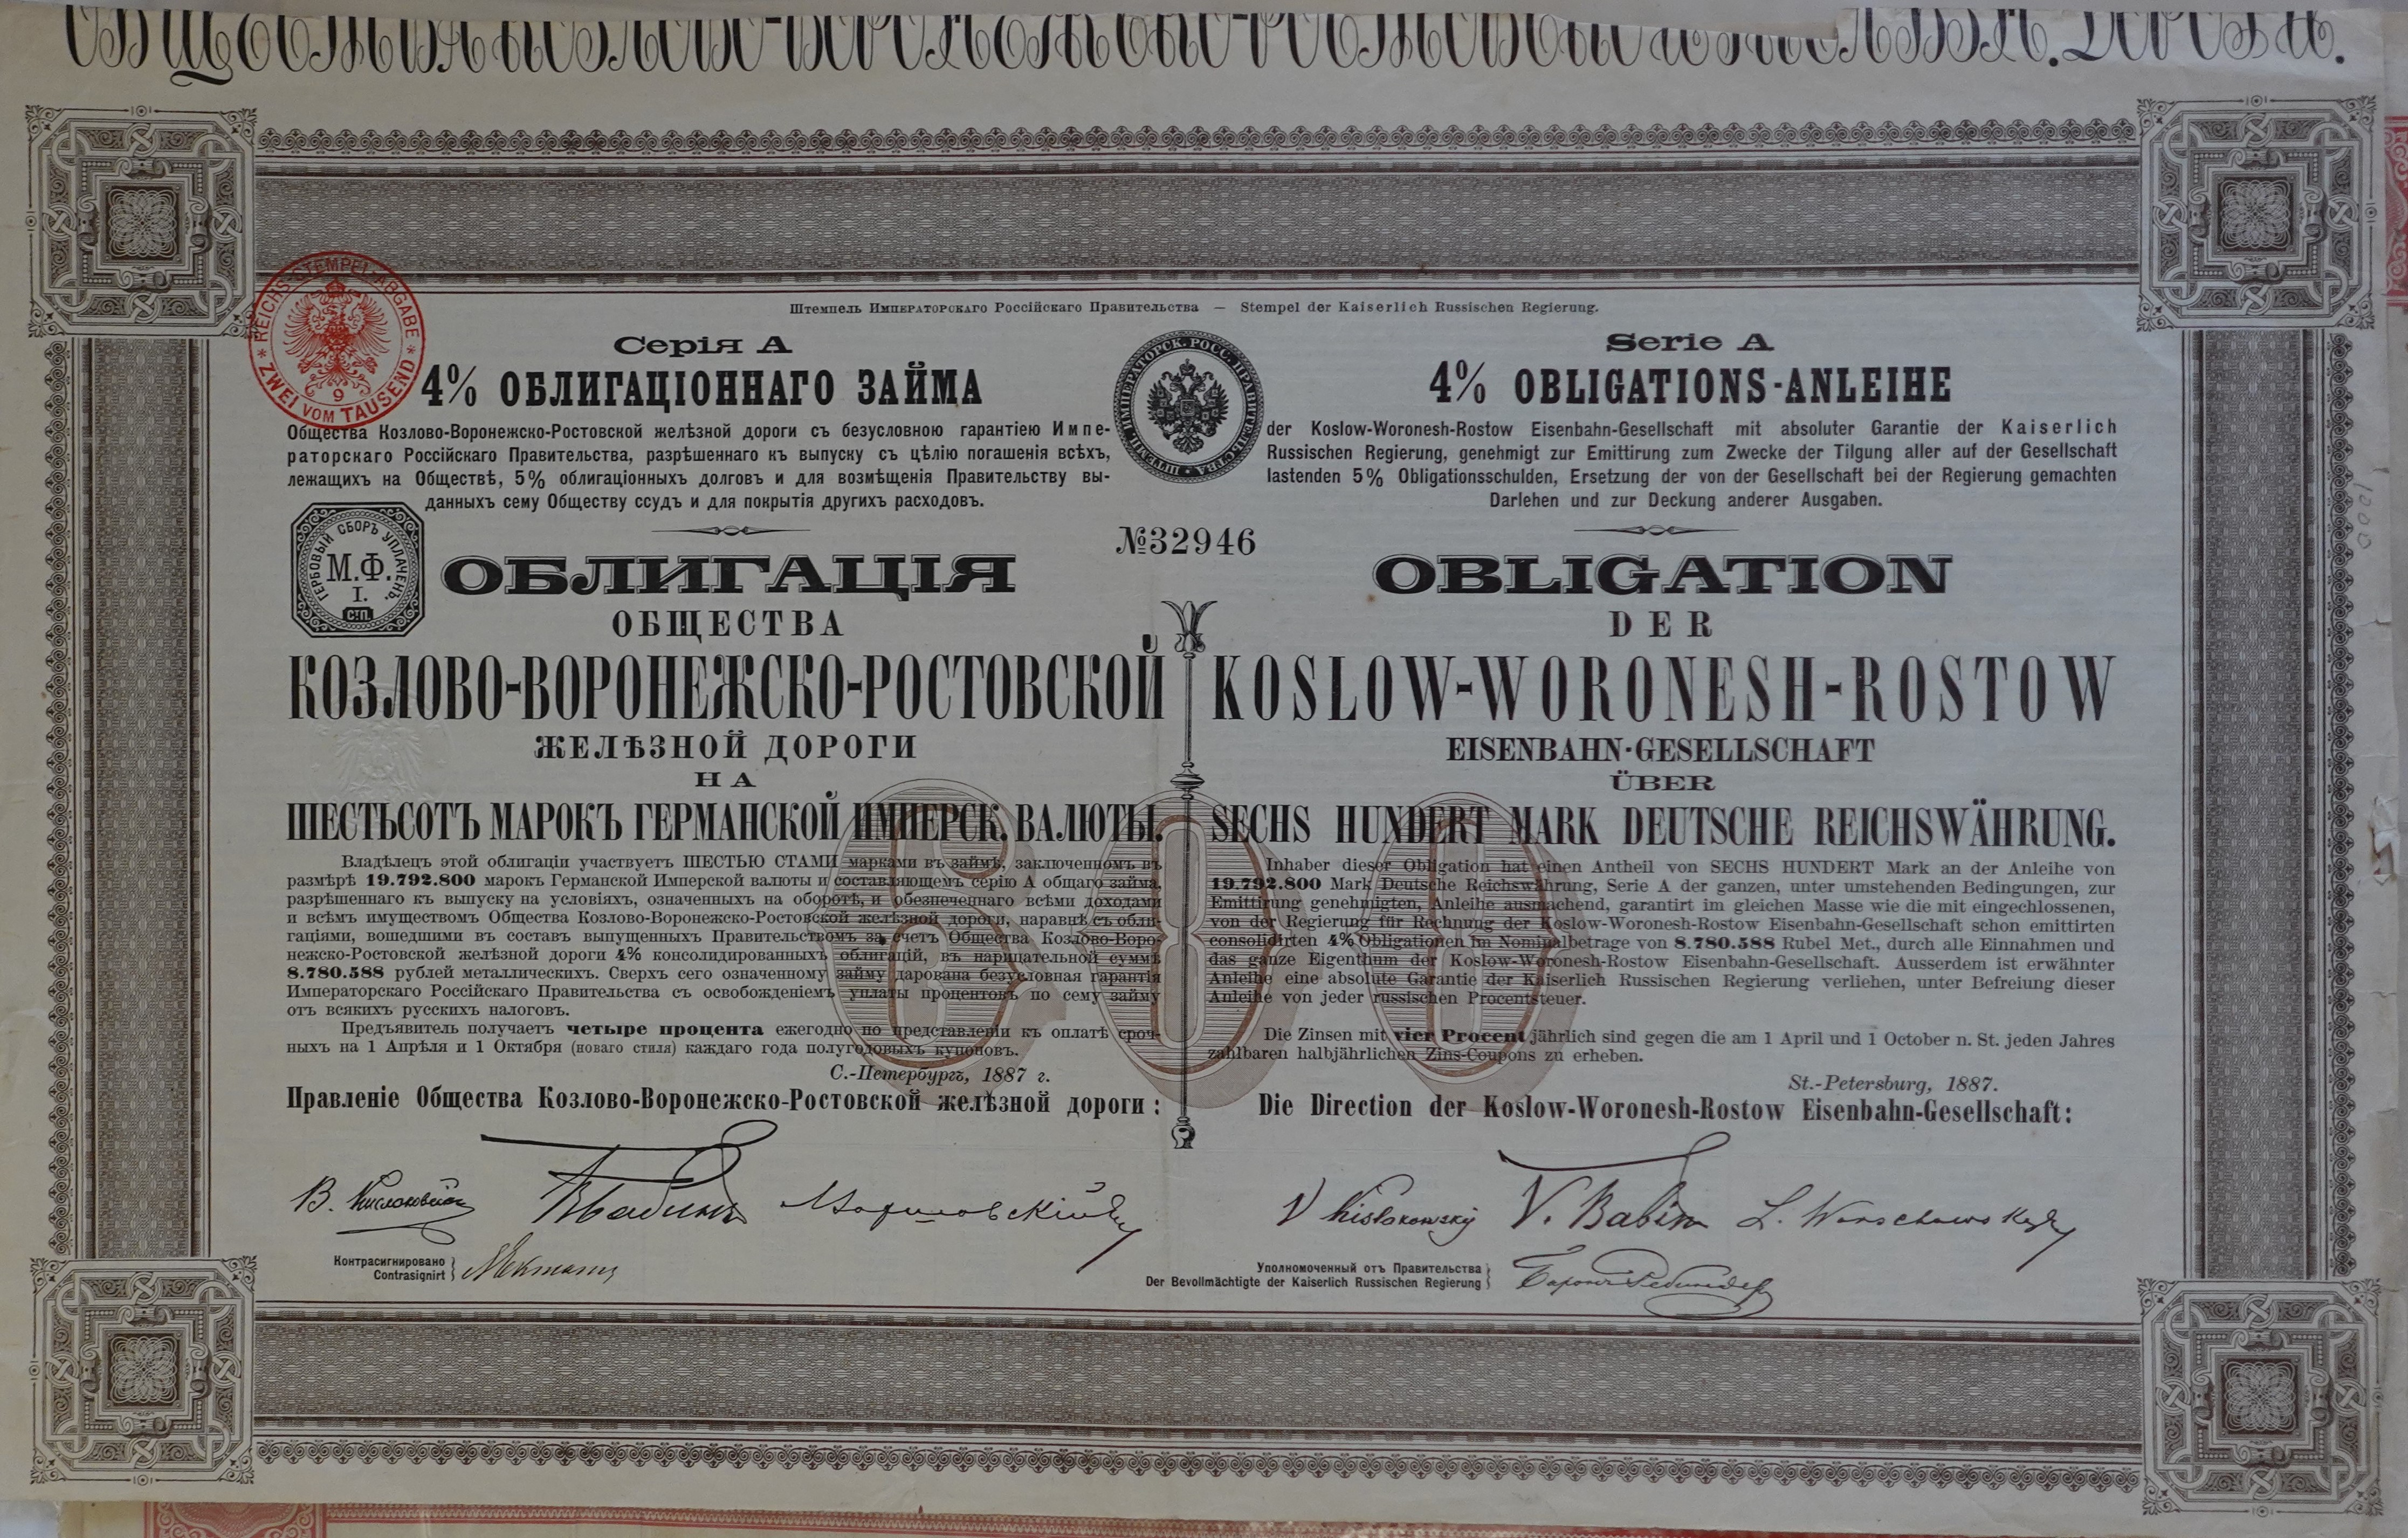 Штемпель Императорскаго Россійскаго Правительства — Stempel der Kaiserlich Russischen Regierung.
REICHS-STEMPEL-ABGABE
9
* ZWEI VOM TAUSEND *
Серія А
4% ОБЛИГАЦІОННАГО ЗАЙМА
Общества Козлово-Воронежско-Ростовской желѣзной дороги съ безусловною гарантіею Импе-
раторскаго Россійскаго Правительства, разрѣшеннаго къ выпуску съ цѣлію погашенія всѣхъ,
лежащихъ на Обществѣ, 5% облигаціонныхъ долговъ и для возмѣщенія Правительству вы-
данныхъ сему Обществу ссудъ и для покрытія другихъ расходовъ.
ШТЕМП. ИМПЕРАТОРСК. РОСС. ПРАВИТЕЛЬСТВА
Serie A
4% OBLIGATIONS-ANLEIHE
der Koslow-Woronesh-Rostow Eisenbahn-Gesellschaft mit absoluter Garantie der Kaiserlich
Russischen Regierung, genehmigt zur Emittirung zum Zwecke der Tilgung aller auf der Gesellschaft
lastenden 5% Obligationsschulden, Ersetzung der von der Gesellschaft bei der Regierung gemachten
Darlehen und zur Deckung anderer Ausgaben.
1000
№32946
ГЕРБОВЫЙ СБОРЪ УПЛАЧЕНЪ.
М.Ф.
I.
С.П.
ОБЛИГАЦІЯ
ОБЩЕСТВА
КОЗЛОВО-ВОРОНЕЖСКО-РОСТОВСКОЙ
ЖЕЛѢЗНОЙ ДОРОГИ
НА
ШЕСТЬСОТЪ МАРОКЪ ГЕРМАНСКОЙ ИМПЕРСК. ВАЛЮТЫ.
600
Владѣлецъ этой облигаціи участвуетъ ШЕСТЬЮ СТАМИ марками въ займѣ, заключенномъ въ
размѣрѣ 19.792.800 марокъ Германской Имперской валюты и составляющемъ серію А общаго займа,
разрѣшеннаго къ выпуску на условіяхъ, означенныхъ на оборотѣ, и обезпеченнаго всѣми доходами
и всѣмъ имуществомъ Общества Козлово-Воронежско-Ростовской желѣзной дороги, наравнѣ съ обли-
гаціями, вошедшими въ составъ выпущенныхъ Правительствомъ за счетъ Общества Козлово-Воро-
нежско-Ростовской желѣзной дороги 4% консолидированныхъ облигацій, въ нарицательной суммѣ
8.780.588 рублей металлическихъ. Сверхъ сего означенному займу дарована безусловная гарантія
Императорскаго Россійскаго Правительства съ освобожденіемъ уплаты процентовъ по сему займу
отъ всякихъ русскихъ налоговъ.
Предъявитель получаетъ четыре процента ежегодно по представленіи къ оплатѣ сроч-
ныхъ на 1 Апрѣля и 1 Октября (новаго стиля) каждаго года полугодовыхъ купоновъ.
С.-Петербургъ, 1887 г.
Правленіе Общества Козлово-Воронежско-Ростовской желѣзной дороги:
OBLIGATION
DER
KOSLOW-WORONESH-ROSTOW
EISENBAHN-GESELLSCHAFT
ÜBER
SECHS HUNDERT MARK DEUTSCHE REICHSWÄHRUNG.
Inhaber dieser Obligation hat einen Antheil von SECHS HUNDERT Mark an der Anleihe von
19.792.800 Mark Deutsche Reichswährung, Serie A der ganzen, unter umstehenden Bedingungen, zur
Emittirung genehmigten, Anleihe ausmachend, garantirt im gleichen Masse wie die mit eingeschlossenen,
von der Regierung für Rechnung der Koslow-Woronesh-Rostow Eisenbahn-Gesellschaft schon emittirten
consolidirten 4% Obligationen im Nominalbetrage von 8.780.588 Rubel Met., durch alle Einnahmen und
das ganze Eigenthum der Koslow-Woronesh-Rostow Eisenbahn-Gesellschaft. Ausserdem ist erwähnter
Anleihe eine absolute Garantie der Kaiserlich Russischen Regierung verliehen, unter Befreiung dieser
Anleihe von jeder russischen Procentsteuer.
Die Zinsen mit vier Procent jährlich sind gegen die am 1 April und 1 October n. St. jeden Jahres
zahlbaren halbjährlichen Zins-Coupons zu erheben.
St.-Petersburg, 1887.
Die Direction der Koslow-Woronesh-Rostow Eisenbahn-Gesellschaft:
V Kislakowsky V. Babin L. Warschawsky
Контрасигнировано
Contrasignirt
Уполномоченный отъ Правительства
Der Bevollmächtigte der Kaiserlich Russischen Regierung